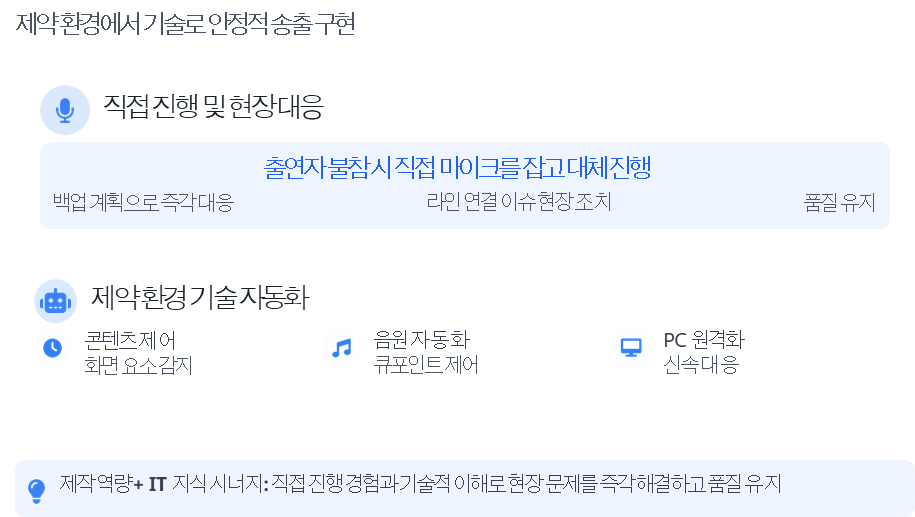 제약 환경에서 기술로 안정적 송출 구현
직접 진행 및 현장 대응
출연자 불참 시 직접 마이크를 잡고 대체 진행
백업 계획으로 즉각 대응
라인 연결 이슈 현장 조치
품질 유지
제약 환경 기술 자동화
콘텐츠 제어
화면 요소 감지
음원 자동화
큐포인트 제어
PC 원격화
신속 대응
제작 역량 + IT 지식 시너지: 직접 진행 경험과 기술적 이해로 현장 문제를 즉각 해결하고 품질 유지